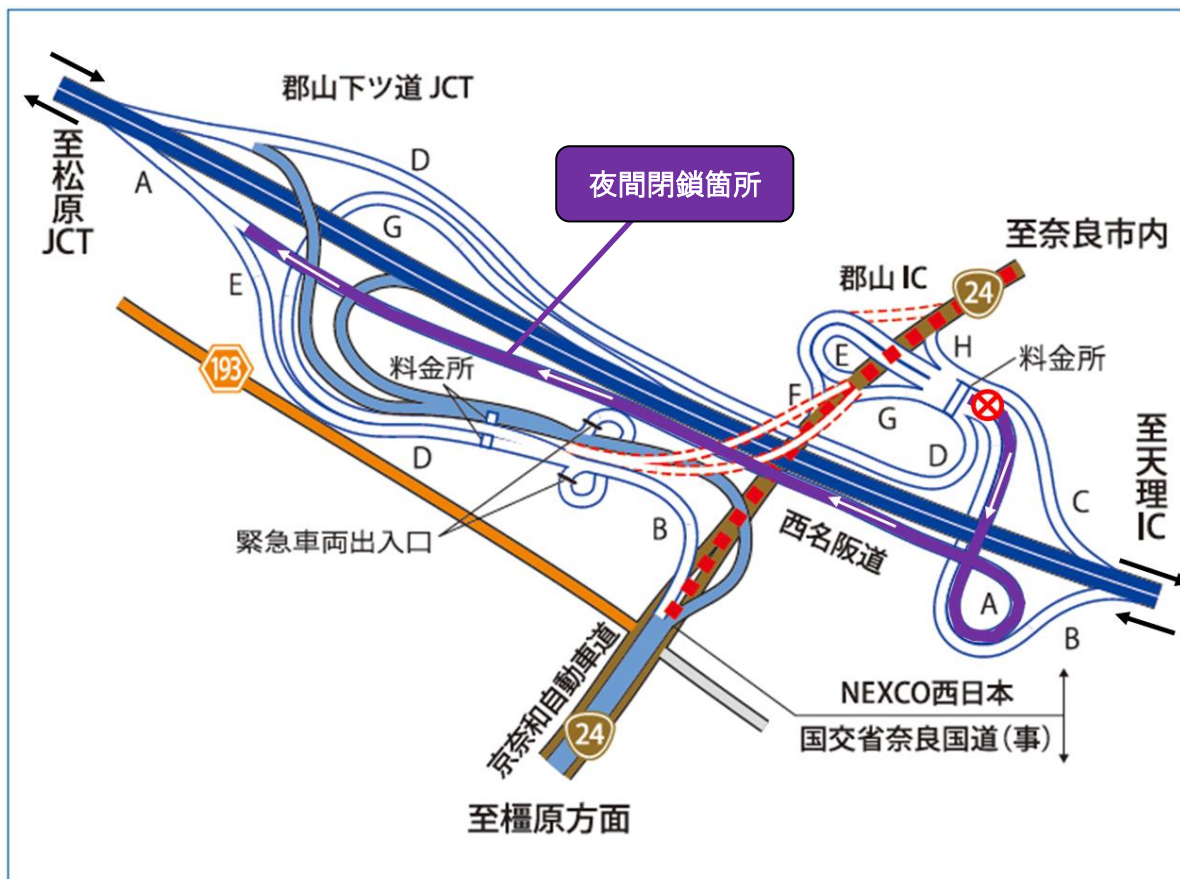 郡山下ツ道 JCT
至松原
JCT
A
D
夜間閉鎖箇所
G
至奈良市内
郡山 IC
24
E
E
H
料金所
F
G
193
料金所
D
D
至天理
IC
C
緊急車両出入口
B
西名阪道
A
B
京奈和自動車道
NEXCO西日本
国交省奈良国道(事)
24
至橿原方面